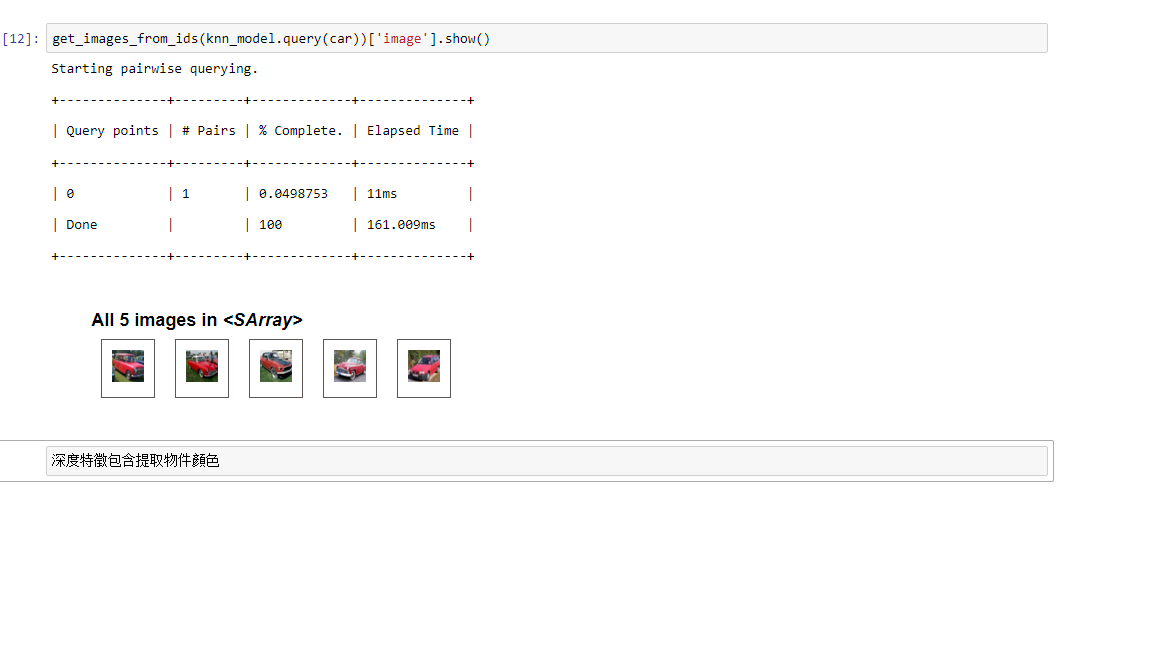 [12]: get_images_from_ids(knn_model.query(car))['image'].show()
Starting pairwise querying.
+--------------+---------+-------------+--------------+
| Query points | # Pairs | % Complete. | Elapsed Time |
+--------------+---------+-------------+--------------+
| 0            | 1       | 0.0498753   | 11ms         |
| Done         |         | 100         | 161.009ms    |
+--------------+---------+-------------+--------------+
All 5 images in <SArray>
深度特徵包含提取物件顏色